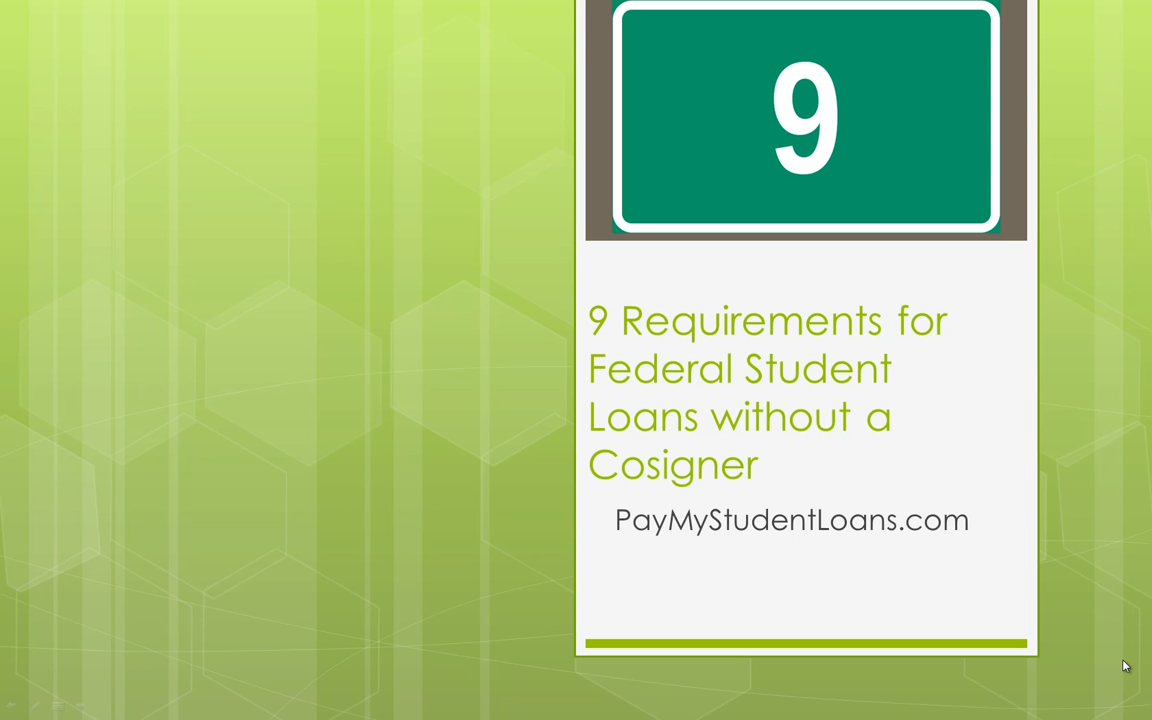 9
9 Requirements for
Federal Student
Loans without a
Cosigner
PayMyStudentLoans.com